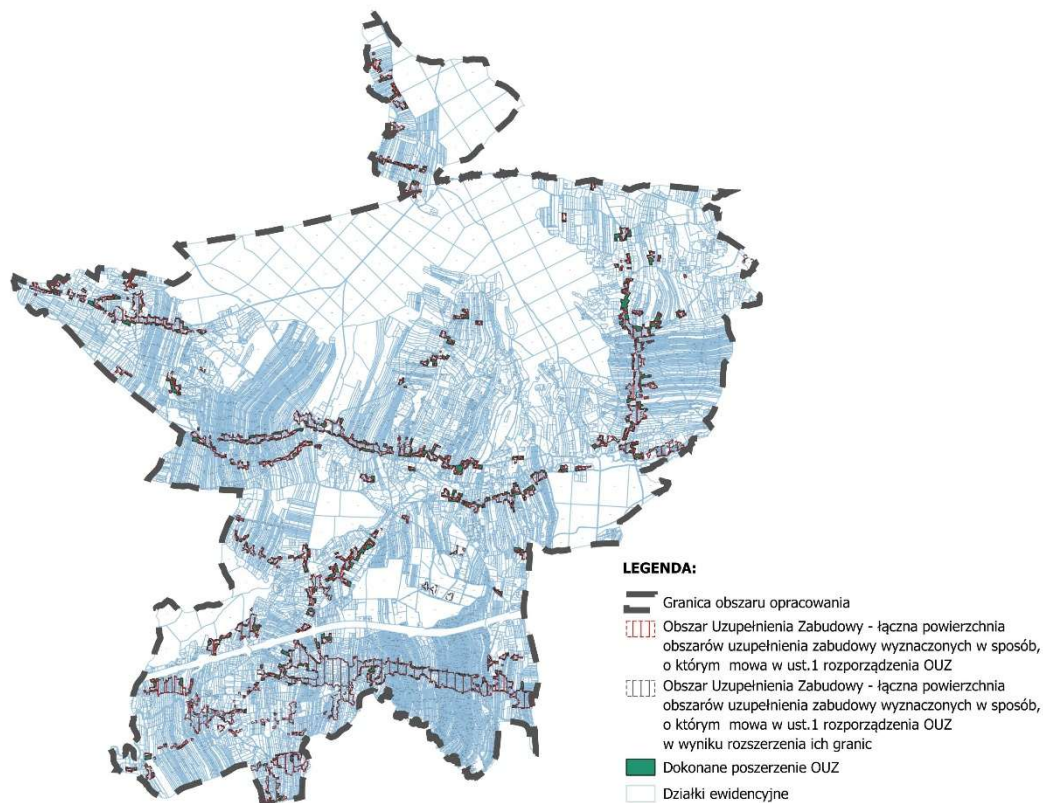 LEGENDA:
Granica obszaru opracowania
Obszar Uzupełnienia Zabudowy - łączna powierzchnia
obszarów uzupełnienia zabudowy wyznaczonych w sposób,
o którym mowa w ust.1 rozporządzenia OUZ
Obszar Uzupełnienia Zabudowy - łączna powierzchnia
obszarów uzupełnienia zabudowy wyznaczonych w sposób,
o którym mowa w ust.1 rozporządzenia OUZ
w wyniku rozszerzenia ich granic
Dokonane poszerzenie OUZ
Działki ewidencyjne